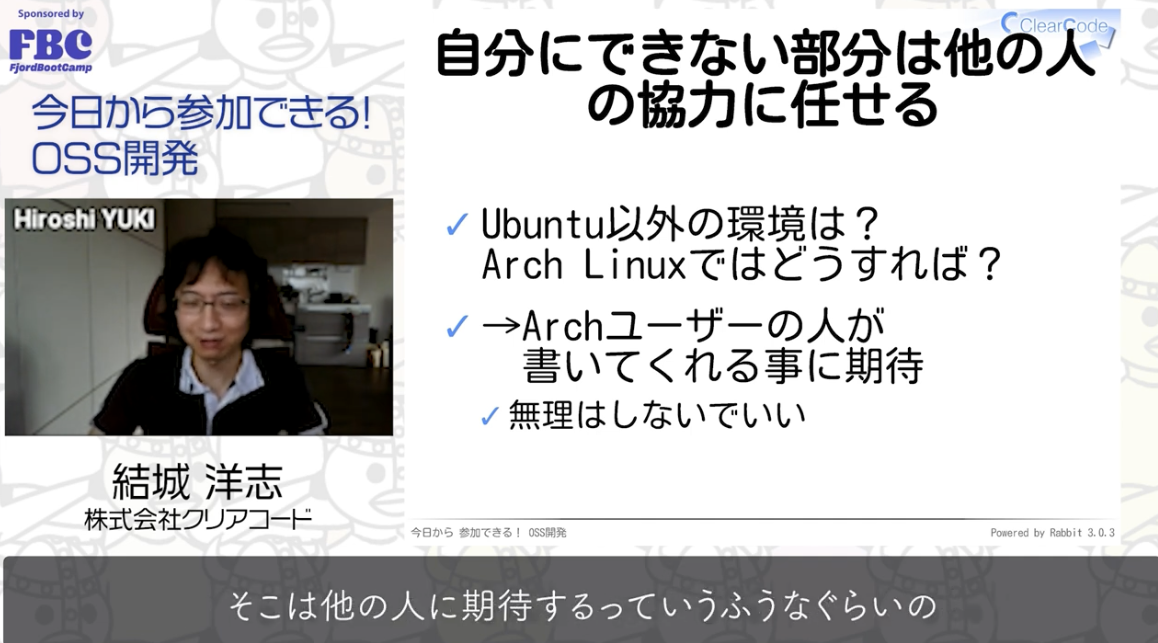 Sponsored by
FBC
FjordBootCamp
今日から参加できる!
OSS開発
Hiroshi YUKI
結城 洋志
株式会社クリアコード
ClearCode
自分にできない部分は他の人
の協力に任せる
✓ Ubuntu以外の環境は？
Arch Linuxではどうすれば？
✓ →Archユーザーの人が
書いてくれる事に期待
✓ 無理はしないでいい
今日から 参加できる！ OSS開発
Powered by Rabbit 3.0.3
そこは他の人に期待するっていうふうなぐらいの